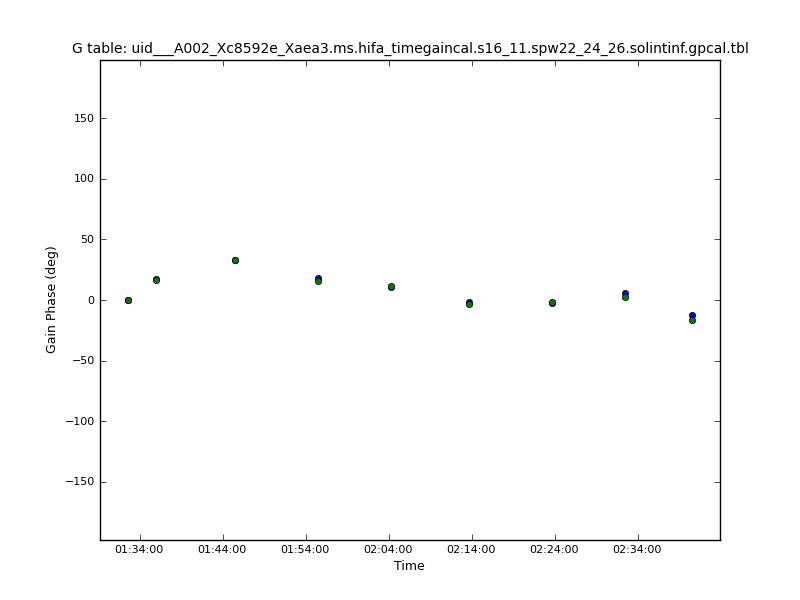 G table: uid___A002_Xc8592e_Xaea3.ms.hifa_timegaincal.s16_11.spw22_24_26.solintinf.gpcal.tbl
150
100
50
0
−50
−100
−150
Gain Phase (deg)
01:34:00 01:44:00 01:54:00 02:04:00 02:14:00 02:24:00 02:34:00
Time